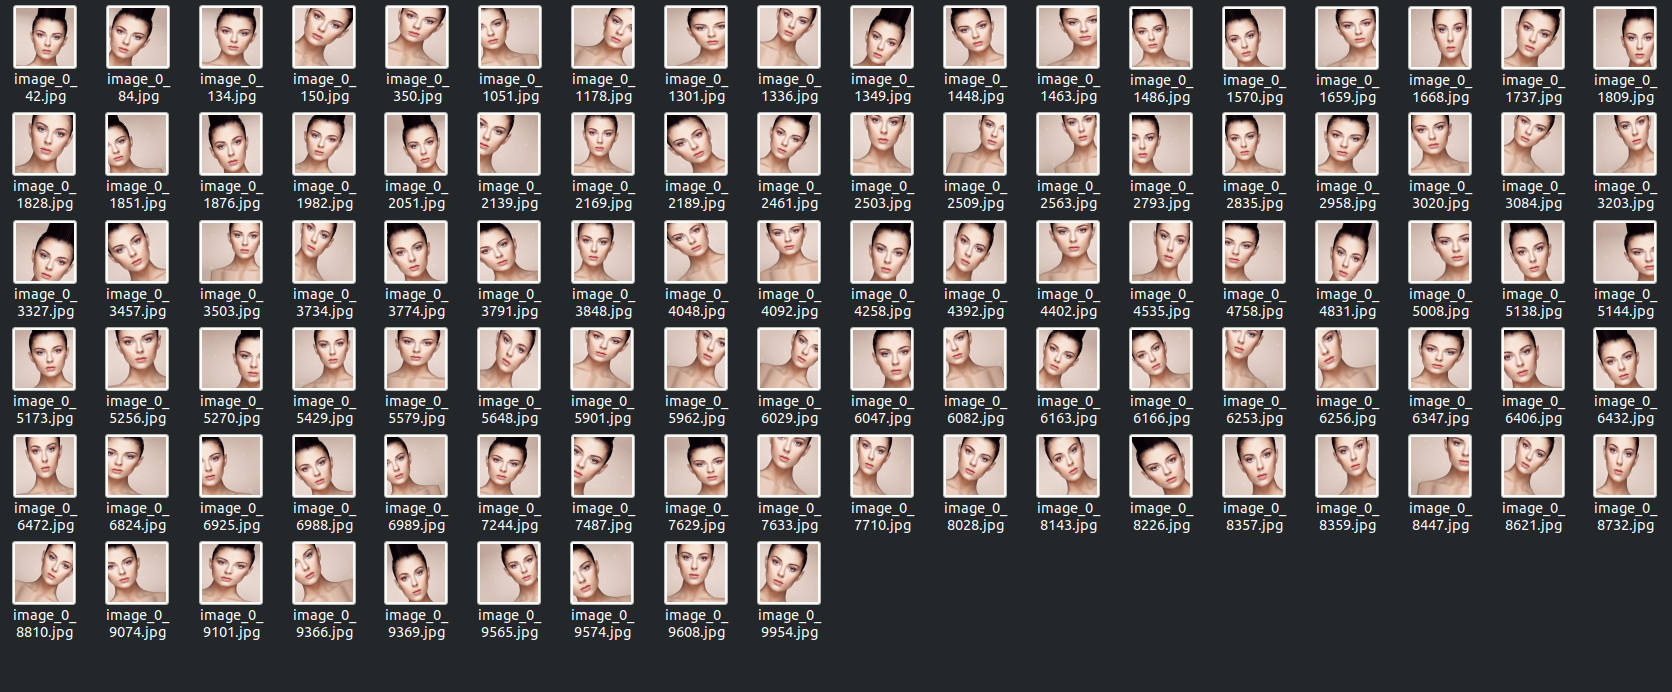 image_0_ image_0_ image_0_ image_0_ image_0_ image_0_ image_0_ image_0_ image_0_ image_0_ image_0_ image_0_ image_0_ image_0_ image_0_ image_0_ image_0_ image_0_
42.jpg 84.jpg 134.jpg 150.jpg 350.jpg 1051.jpg 1178.jpg 1301.jpg 1336.jpg 1349.jpg 1448.jpg 1463.jpg 1486.jpg 1570.jpg 1659.jpg 1668.jpg 1737.jpg 1809.jpg
image_0_ image_0_ image_0_ image_0_ image_0_ image_0_ image_0_ image_0_ image_0_ image_0_ image_0_ image_0_ image_0_ image_0_ image_0_ image_0_ image_0_ image_0_
1828.jpg 1851.jpg 1876.jpg 1982.jpg 2051.jpg 2139.jpg 2169.jpg 2189.jpg 2461.jpg 2503.jpg 2509.jpg 2563.jpg 2793.jpg 2835.jpg 2958.jpg 3020.jpg 3084.jpg 3203.jpg
image_0_ image_0_ image_0_ image_0_ image_0_ image_0_ image_0_ image_0_ image_0_ image_0_ image_0_ image_0_ image_0_ image_0_ image_0_ image_0_ image_0_ image_0_
3327.jpg 3457.jpg 3503.jpg 3734.jpg 3774.jpg 3791.jpg 3848.jpg 4048.jpg 4092.jpg 4258.jpg 4392.jpg 4402.jpg 4535.jpg 4758.jpg 4831.jpg 5008.jpg 5138.jpg 5144.jpg
image_0_ image_0_ image_0_ image_0_ image_0_ image_0_ image_0_ image_0_ image_0_ image_0_ image_0_ image_0_ image_0_ image_0_ image_0_ image_0_ image_0_ image_0_
5173.jpg 5256.jpg 5270.jpg 5429.jpg 5579.jpg 5648.jpg 5901.jpg 5962.jpg 6029.jpg 6047.jpg 6082.jpg 6163.jpg 6166.jpg 6253.jpg 6256.jpg 6347.jpg 6406.jpg 6432.jpg
image_0_ image_0_ image_0_ image_0_ image_0_ image_0_ image_0_ image_0_ image_0_ image_0_ image_0_ image_0_ image_0_ image_0_ image_0_ image_0_ image_0_ image_0_
6472.jpg 6824.jpg 6925.jpg 6988.jpg 6989.jpg 7244.jpg 7487.jpg 7629.jpg 7633.jpg 7710.jpg 8028.jpg 8143.jpg 8226.jpg 8357.jpg 8359.jpg 8447.jpg 8621.jpg 8732.jpg
image_0_ image_0_ image_0_ image_0_ image_0_ image_0_ image_0_ image_0_ image_0_
8810.jpg 9074.jpg 9101.jpg 9366.jpg 9369.jpg 9565.jpg 9574.jpg 9608.jpg 9954.jpg